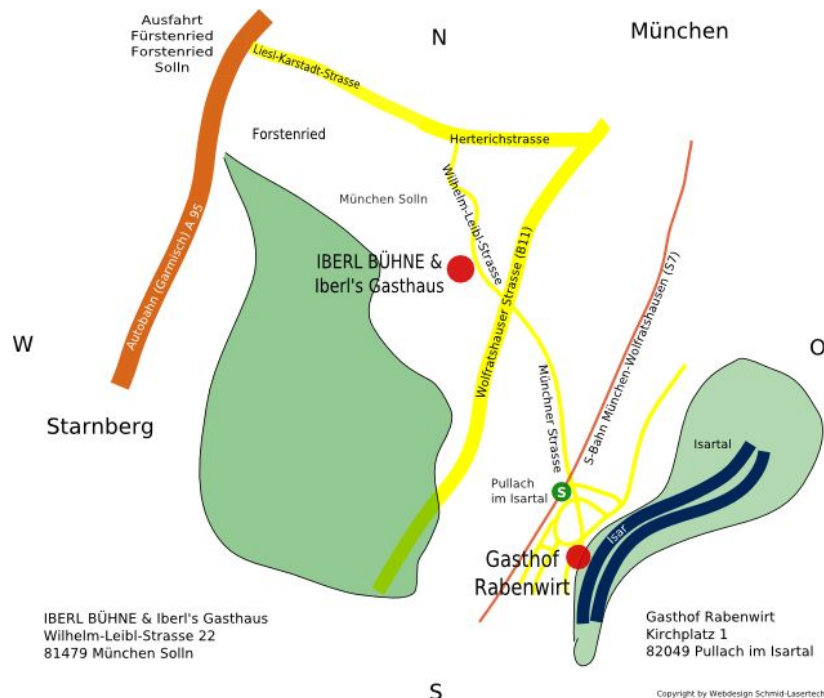 Ausfahrt
Fürstenried
Forstenried
Solln
N
München
Liesl-Karstadt-Strasse
Forstenried
Herterichstrasse
München Solln
Wilhelm-Leibl-Strasse
IBERL BÜHNE &
Iberl's Gasthaus
Autobahn (Garmisch) A 95
Wolfratshauser Strasse (B11)
S-Bahn München-Wolfratshausen (S7)
W
O
Starnberg
Münchner Strasse
Isartal
Pullach
im Isartal
S
Isar
Gasthof
Rabenwirt
IBERL BÜHNE & Iberl's Gasthaus
Wilhelm-Leibl-Strasse 22
81479 München Solln
Gasthof Rabenwirt
Kirchplatz 1
82049 Pullach im Isartal
S
Copyright by Webdesign Schmid-Lasertech